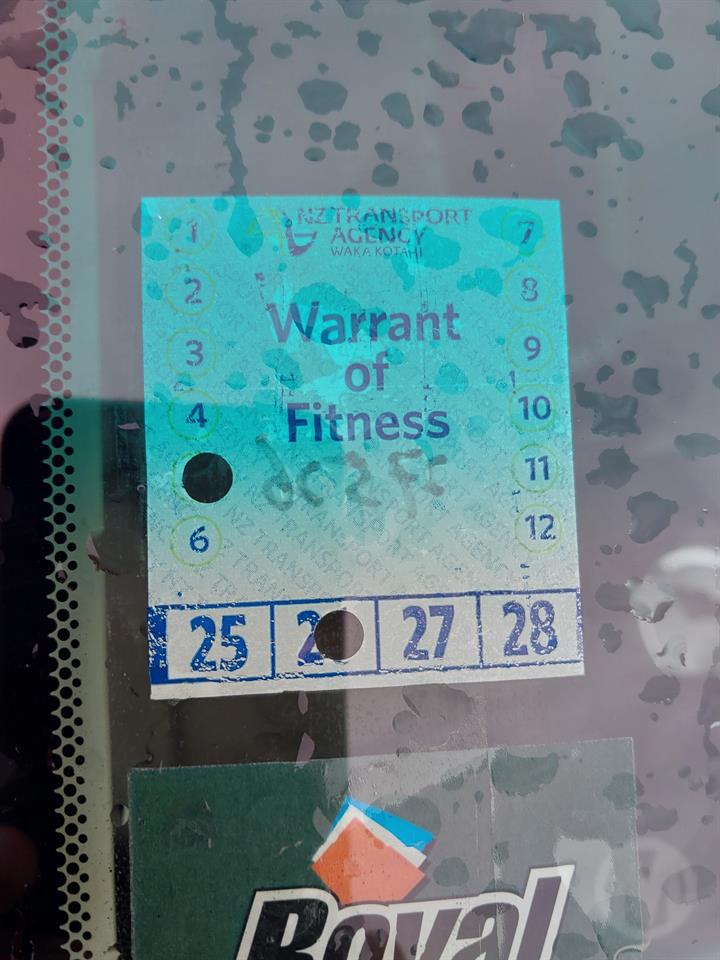 NZ TRANSPORT
AGENCY
WAKA KOTAHI
1
2
3
4
6
Warrant
of
Fitness
7
8
9
10
11
12
25
27
28
Royal